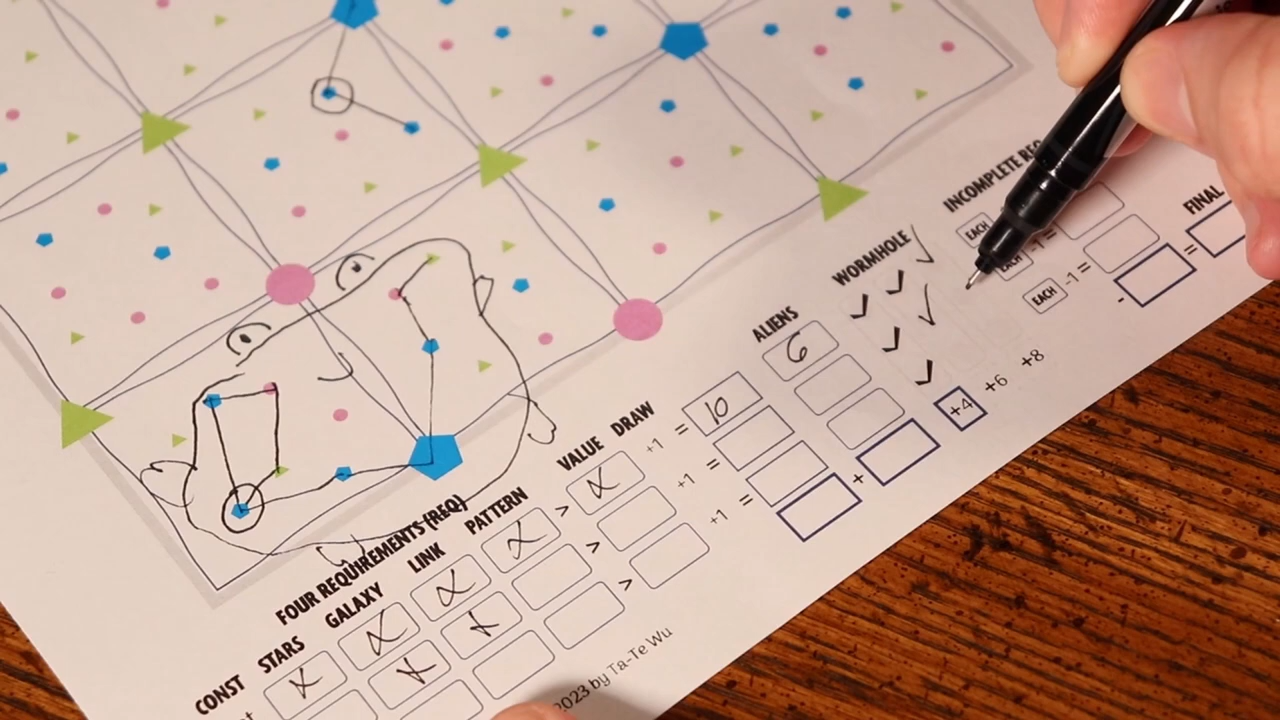 FOUR REQUIREMENTS (REQ)
CONST STARS GALAXY LINK PATTERN VALUE DRAW ALIENS WORMHOLE INCOMPLETE FINAL
X X X X > X +1 = 10 6 EACH
X X > +1 = EACH -1 =
> +1 = EACH -1 = =
+ +4 +6 +8 -
2023 by Ta-Te Wu